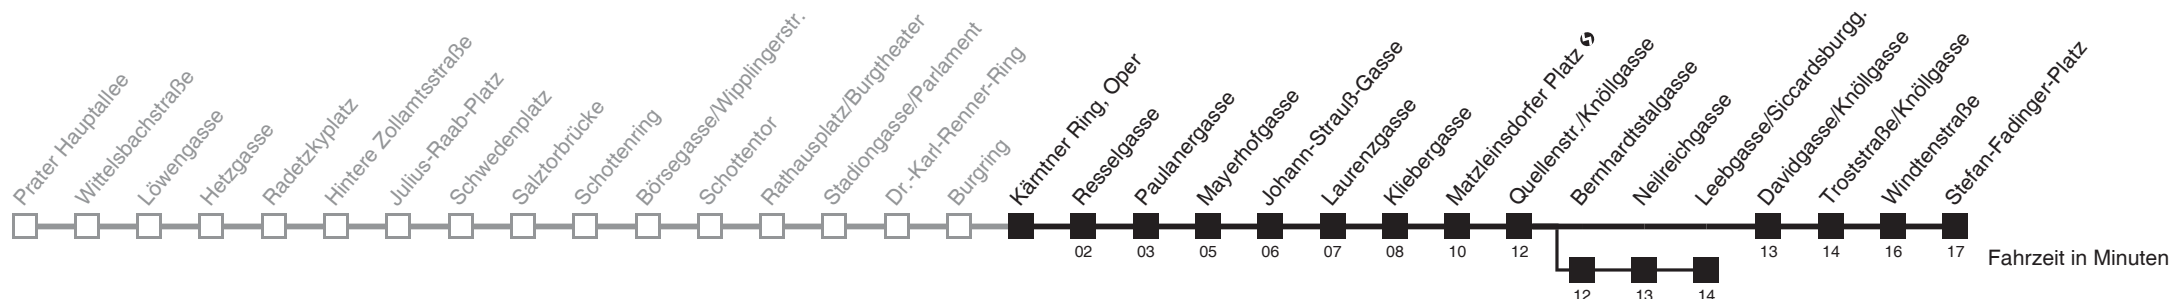 Prater Hauptallee
Wittelsbachstraße
Löwengasse
Hetzgasse
Radetzkyplatz
Hintere Zollamtsstraße
Julius-Raab-Platz
Schwedenplatz
Salztorbrücke
Schottenring
Börsegasse/Wipplingerstr.
Schottentor
Rathausplatz/Burgtheater
Stadiongasse/Parlament
Dr.-Karl-Renner-Ring
Burgring
Kärntner Ring, Oper
Resselgasse
Paulanergasse
Mayerhofgasse
Johann-Strauß-Gasse
Laurenzgasse
Kliebergasse
Matzleinsdorfer Platz
Quellenstr./Knöllgasse
Bernhardtstalgasse
Neilreichgasse
Leebgasse/Siccardsburgg.
Davidgasse/Knöllgasse
Troststraße/Knöllgasse
Windtenstraße
Stefan-Fadinger-Platz
02 03 05 06 07 08 10 12 13 14 16 17
Fahrzeit in Minuten
12 13 14